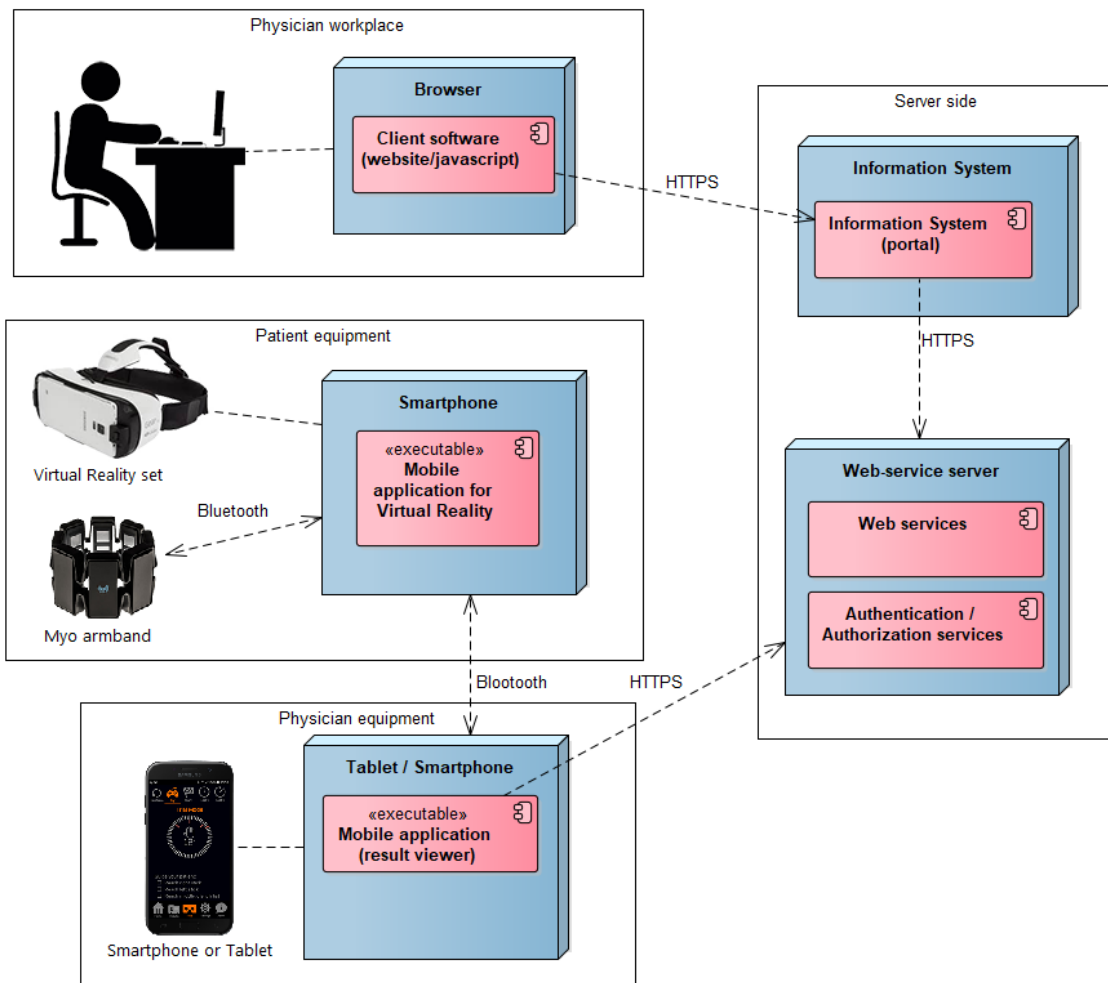 Physician workplace
Browser
Client software
(website/javascript)
HTTPS
Server side
Information System
Information System
(portal)
HTTPS
Patient equipment
Smartphone
«executable»
Mobile
application for
Virtual Reality
Virtual Reality set
Bluetooth
Myo armband
Web-service server
Web services
Authentication /
Authorization services
Blootooth
HTTPS
Physician equipment
Tablet / Smartphone
«executable»
Mobile application
(result viewer)
Smartphone or Tablet